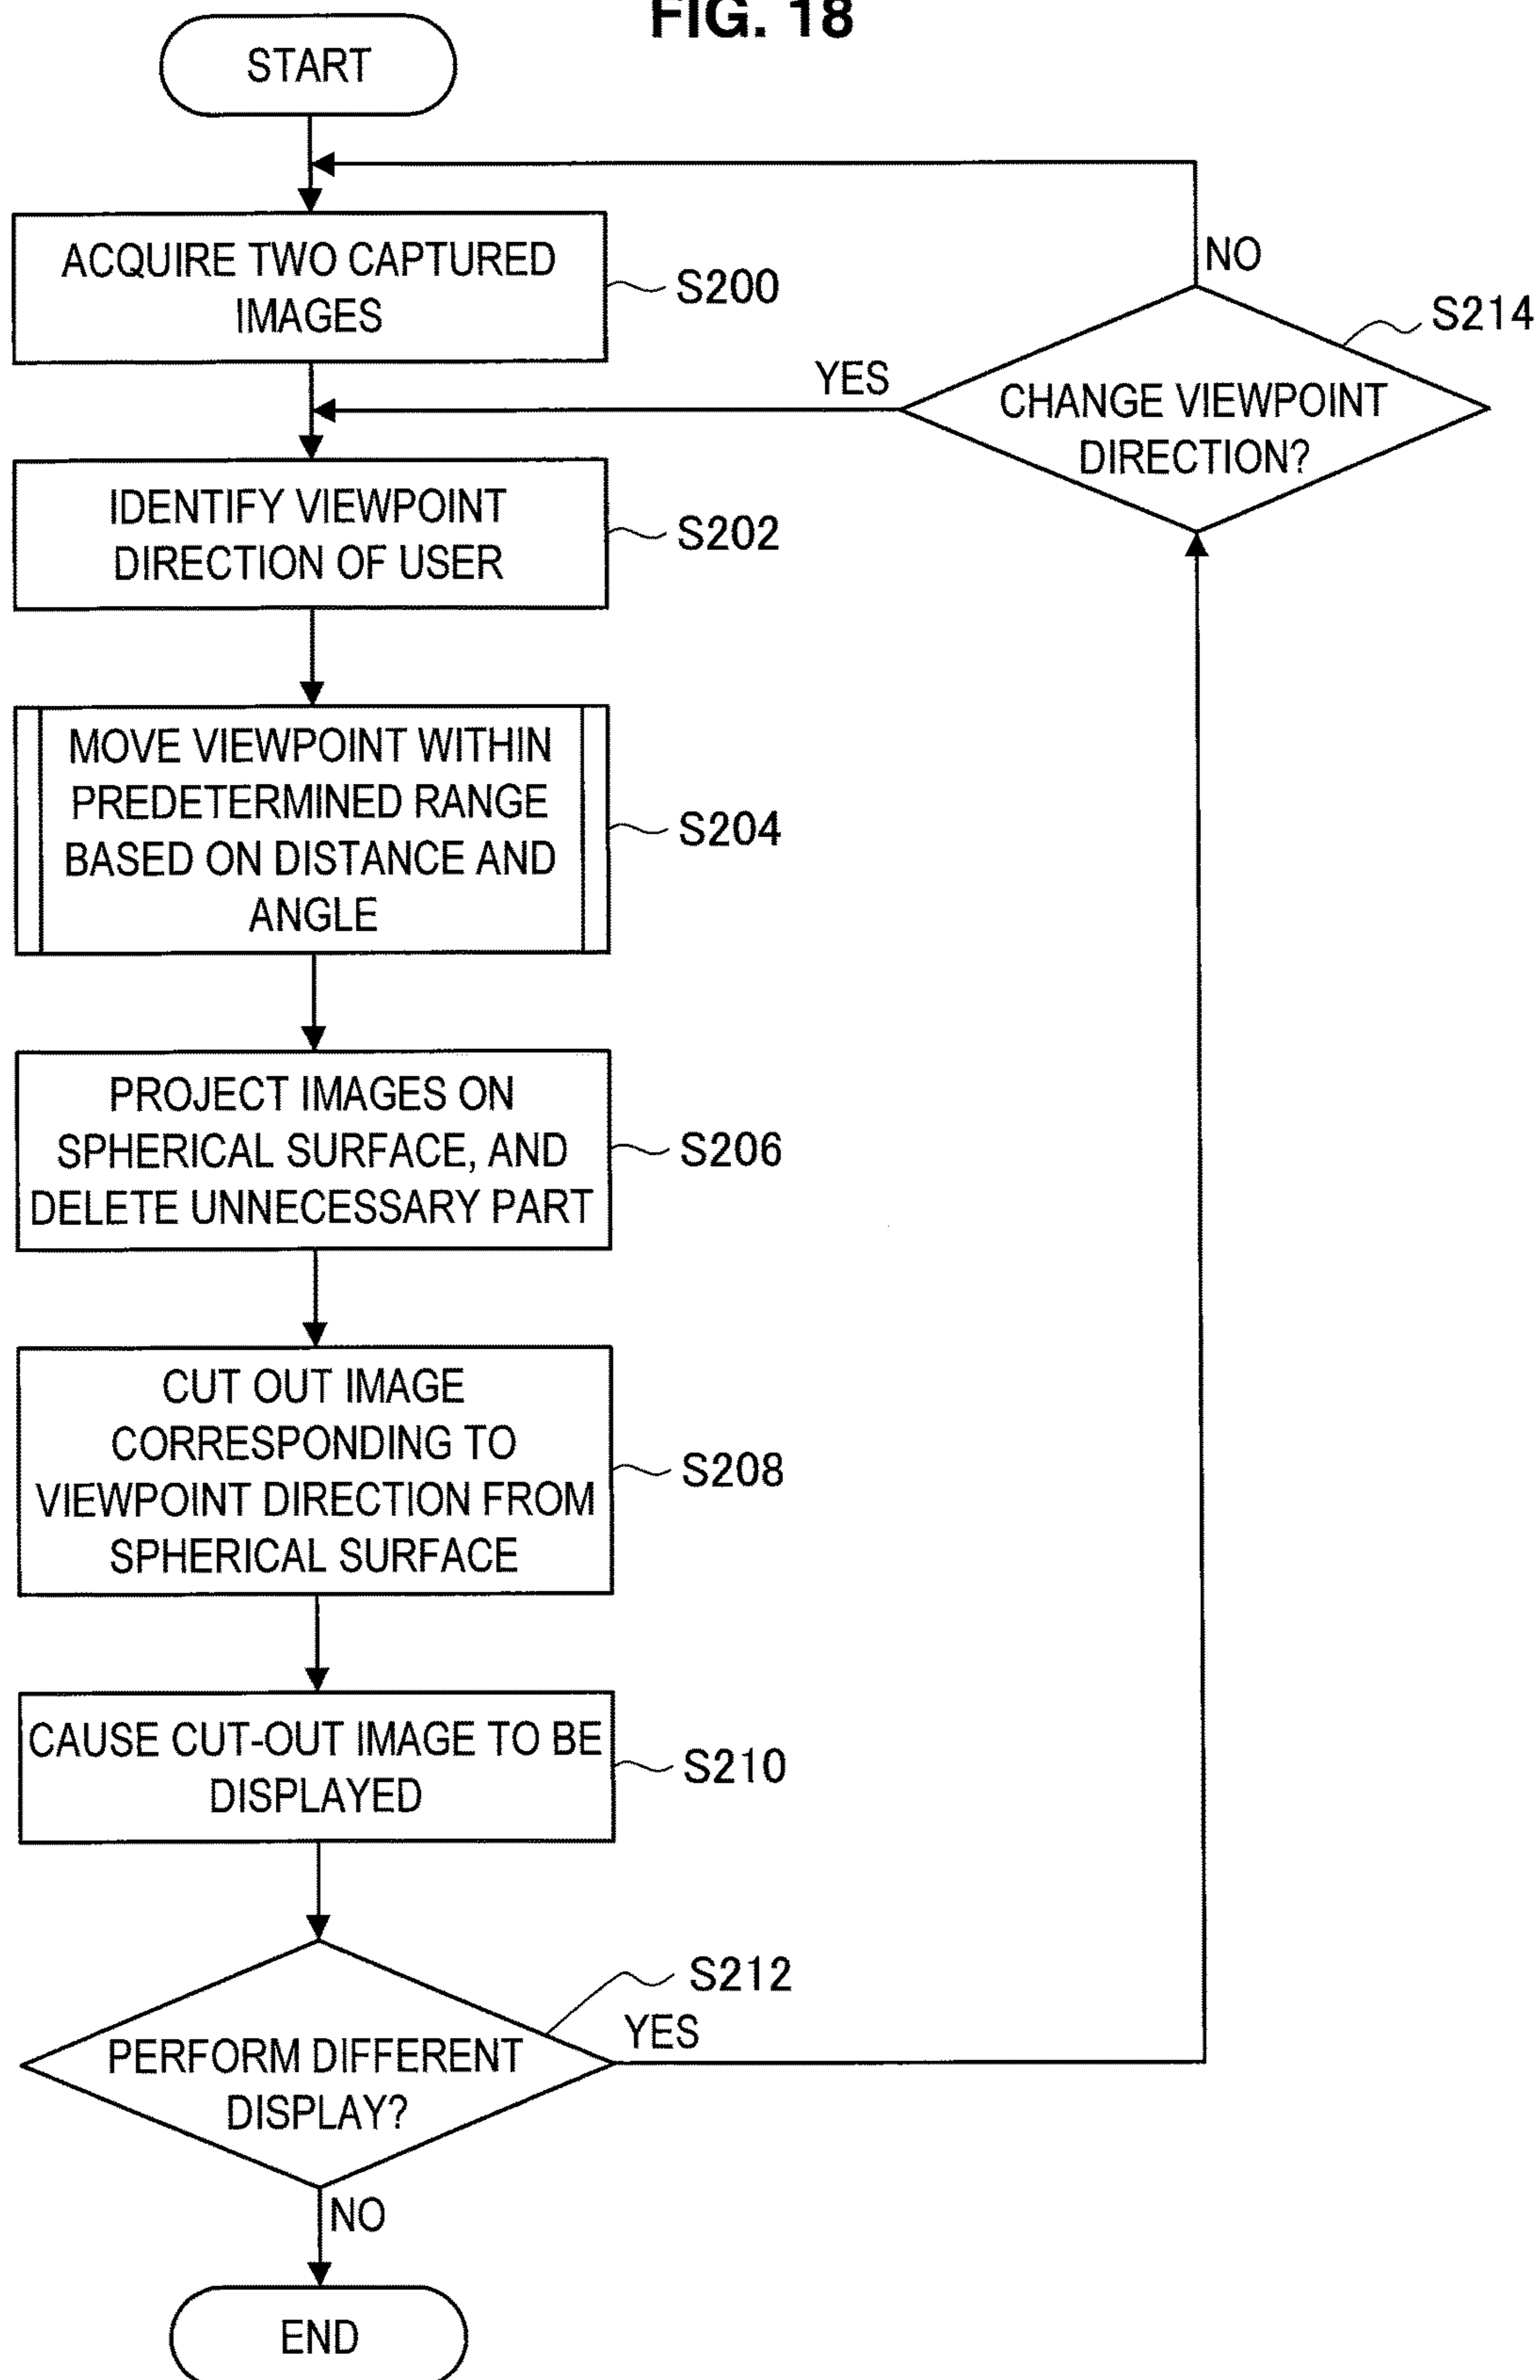 FIG. 18
START
ACQUIRE TWO CAPTURED
IMAGES
S200
NO
S214
CHANGE VIEWPOINT
DIRECTION?
YES
IDENTIFY VIEWPOINT
DIRECTION OF USER
S202
MOVE VIEWPOINT WITHIN
PREDETERMINED RANGE
BASED ON DISTANCE AND
ANGLE
S204
PROJECT IMAGES ON
SPHERICAL SURFACE, AND
DELETE UNNECESSARY PART
S206
CUT OUT IMAGE
CORRESPONDING TO
VIEWPOINT DIRECTION FROM
SPHERICAL SURFACE
S208
CAUSE CUT-OUT IMAGE TO BE
DISPLAYED
S210
PERFORM DIFFERENT
DISPLAY?
S212
YES
NO
END